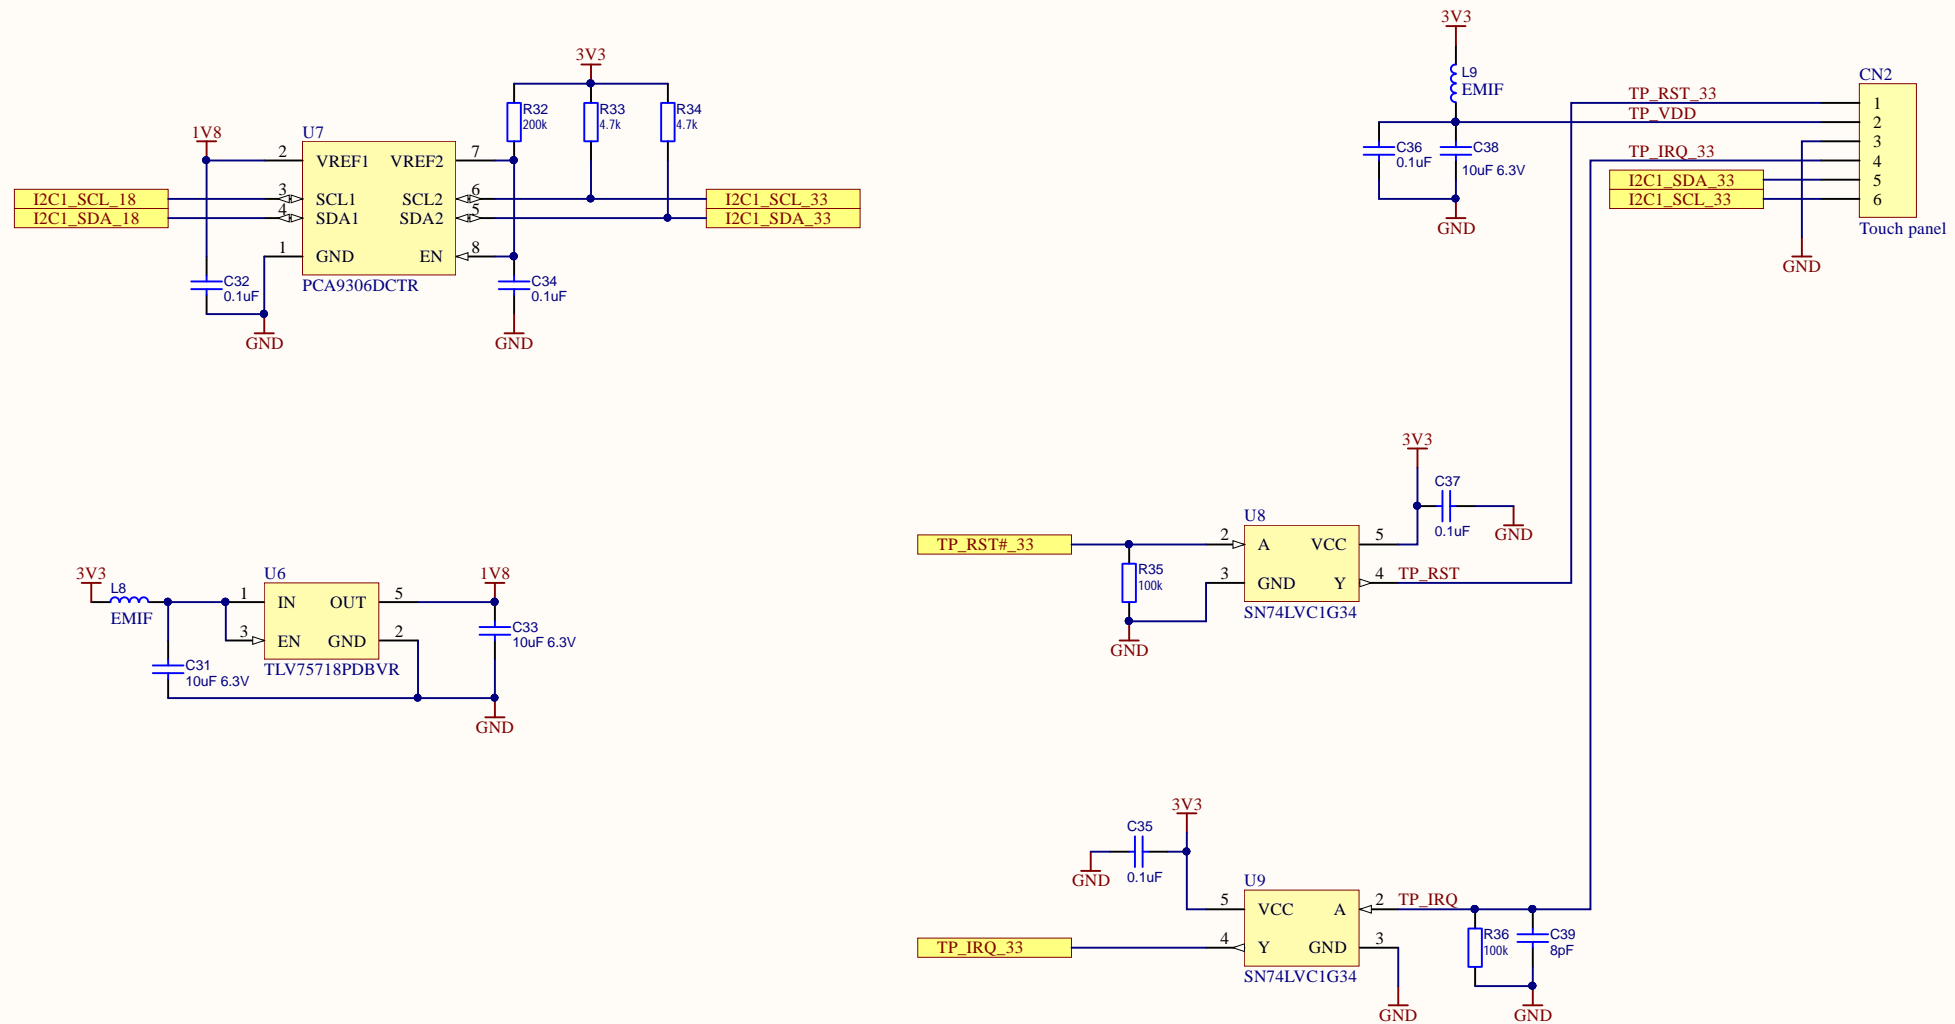 3V3
R32
200k
R33
4.7k
R34
4.7k
1V8
U7
2
VREF1
VREF2
7
I2C1_SCL_18
3
SCL1
SCL2
6
I2C1_SCL_33
I2C1_SDA_18
4
SDA1
SDA2
5
I2C1_SDA_33
1
GND
EN
8
PCA9306DCTR
C32
0.1uF
C34
0.1uF
GND
GND
3V3
L9
EMIF
C36
0.1uF
C38
10uF 6.3V
GND
CN2
TP_RST_33
1
TP_VDD
2
3
TP_IRQ_33
4
I2C1_SDA_33
5
I2C1_SCL_33
6
Touch panel
GND
3V3
L8
EMIF
U6
1
IN
OUT
5
3
EN
GND
2
TLV75718PDBVR
1V8
C33
10uF 6.3V
C31
10uF 6.3V
GND
3V3
C37
0.1uF
GND
U8
TP_RST#_33
2
A
VCC
5
R35
100k
3
GND
Y
4
TP_RST
SN74LVC1G34
GND
3V3
C35
0.1uF
GND
U9
5
VCC
A
2
TP_IRQ
TP_IRQ_33
4
Y
GND
3
SN74LVC1G34
R36
100k
C39
8pF
GND
GND